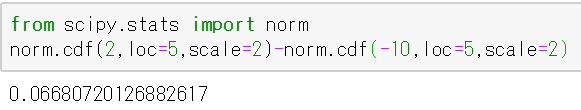 from scipy.stats import norm
norm.cdf(2,loc=5,scale=2)-norm.cdf(-10,loc=5,scale=2)
0.06680720126882617